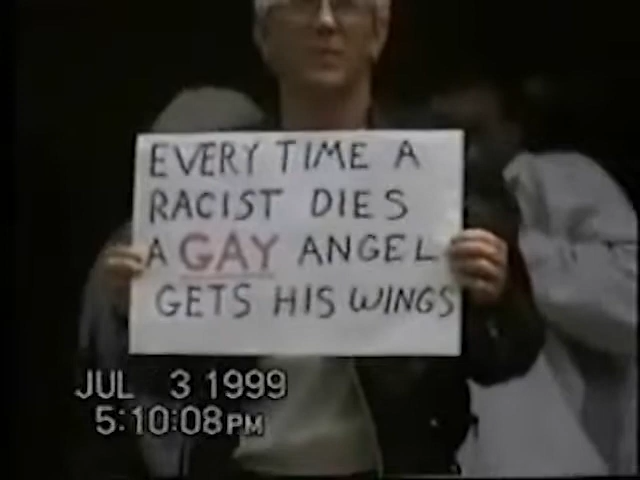 EVERY TIME A
RACIST DIES
A GAY ANGEL
GETS HIS WINGS
JUL 3 1999
5:10:08PM